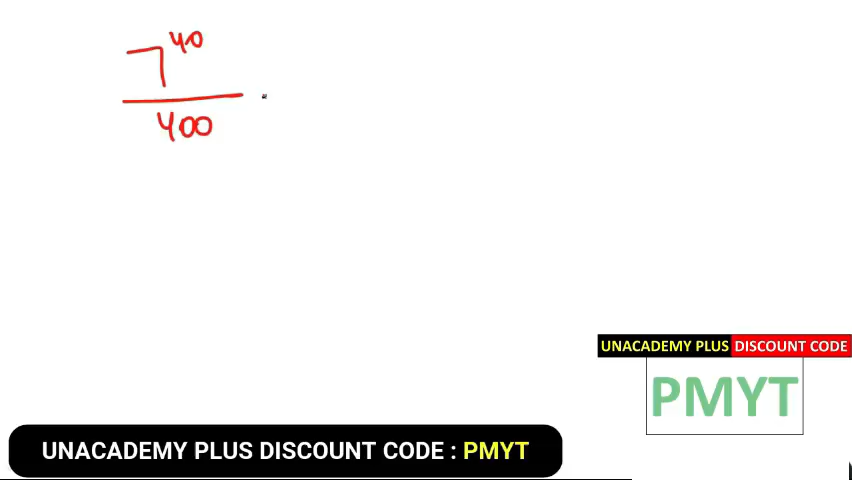 7^40
400
UNACADEMY PLUS DISCOUNT CODE
PMYT
UNACADEMY PLUS DISCOUNT CODE : PMYT